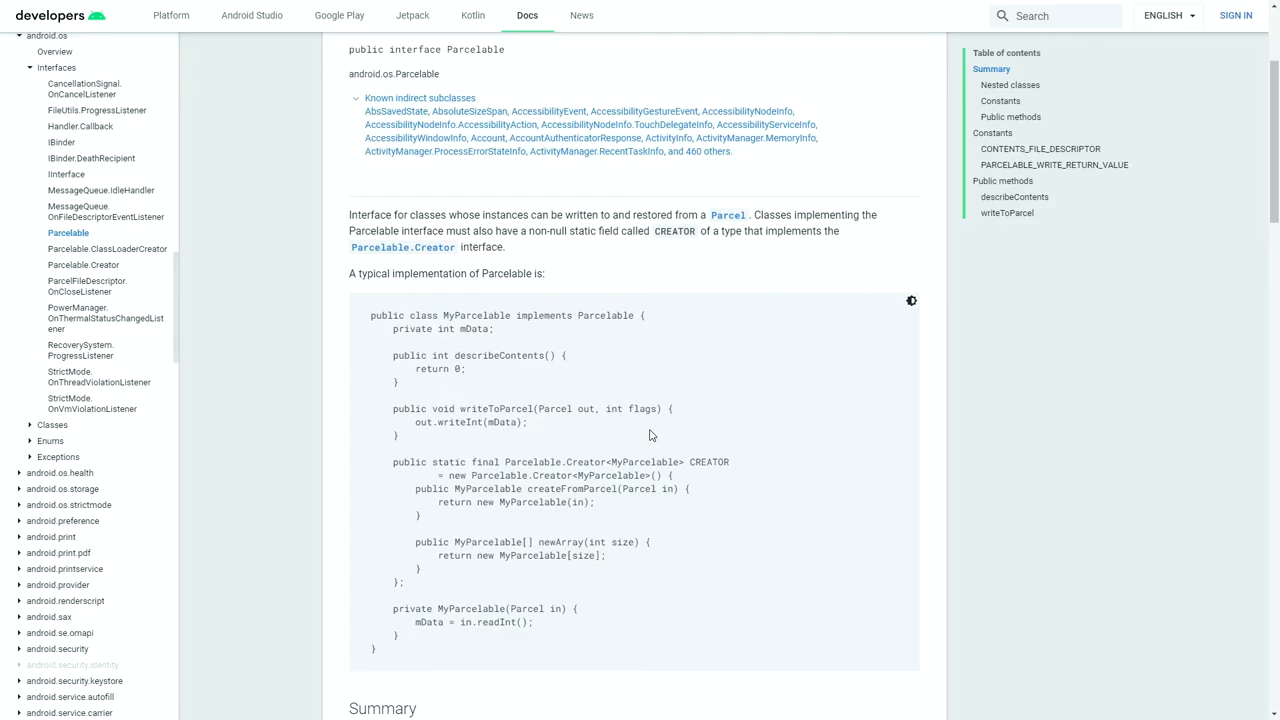 developers
Platform
Android Studio
Google Play
Jetpack
Kotlin
Docs
News
Search
ENGLISH
SIGN IN
android.os
Overview
Interfaces
CancellationSignal.
OnCancelListener
FileUtils.ProgressListener
Handler.Callback
IBinder
IBinder.DeathRecipient
IInterface
MessageQueue.IdleHandler
MessageQueue.
OnFileDescriptorEventListener
Parcelable
Parcelable.ClassLoaderCreator
Parcelable.Creator
ParcelFileDescriptor.
OnCloseListener
PowerManager.
OnThermalStatusChangedList
ener
RecoverySystem.
ProgressListener
StrictMode.
OnThreadViolationListener
StrictMode.
OnVmViolationListener
Classes
Enums
Exceptions
android.os.health
android.os.storage
android.os.strictmode
android.preference
android.print
android.print.pdf
android.printservice
android.provider
android.renderscript
android.sax
android.se.omapi
android.security
android.security.identity
android.security.keystore
android.service.autofill
android.service.carrier
public interface Parcelable
android.os.Parcelable
Known indirect subclasses
AbsSavedState, AbsoluteSizeSpan, AccessibilityEvent, AccessibilityGestureEvent, AccessibilityNodeInfo,
AccessibilityNodeInfo.AccessibilityAction, AccessibilityNodeInfo.TouchDelegateInfo, AccessibilityServiceInfo,
AccessibilityWindowInfo, Account, AccountAuthenticatorResponse, ActivityInfo, ActivityManager.MemoryInfo,
ActivityManager.ProcessErrorStateInfo, ActivityManager.RecentTaskInfo, and 460 others.
Interface for classes whose instances can be written to and restored from a Parcel. Classes implementing the
Parcelable interface must also have a non-null static field called CREATOR of a type that implements the
Parcelable.Creator interface.
A typical implementation of Parcelable is:
public class MyParcelable implements Parcelable {
private int mData;
public int describeContents() {
return 0;
}
public void writeToParcel(Parcel out, int flags) {
out.writeInt(mData);
}
public static final Parcelable.Creator<MyParcelable> CREATOR
= new Parcelable.Creator<MyParcelable>() {
public MyParcelable createFromParcel(Parcel in) {
return new MyParcelable(in);
}
public MyParcelable[] newArray(int size) {
return new MyParcelable[size];
}
};
private MyParcelable(Parcel in) {
mData = in.readInt();
}
}
Summary
Table of contents
Summary
Nested classes
Constants
Public methods
Constants
CONTENTS_FILE_DESCRIPTOR
PARCELABLE_WRITE_RETURN_VALUE
Public methods
describeContents
writeToParcel